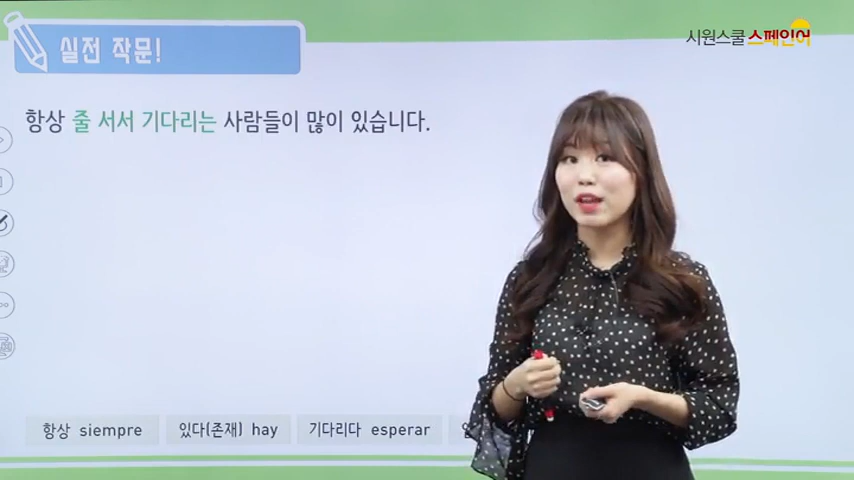 실전 작문!
시원스쿨 스페인어
항상 줄 서서 기다리는 사람들이 많이 있습니다.
항상 siempre
있다(존재) hay
기다리다 esperar